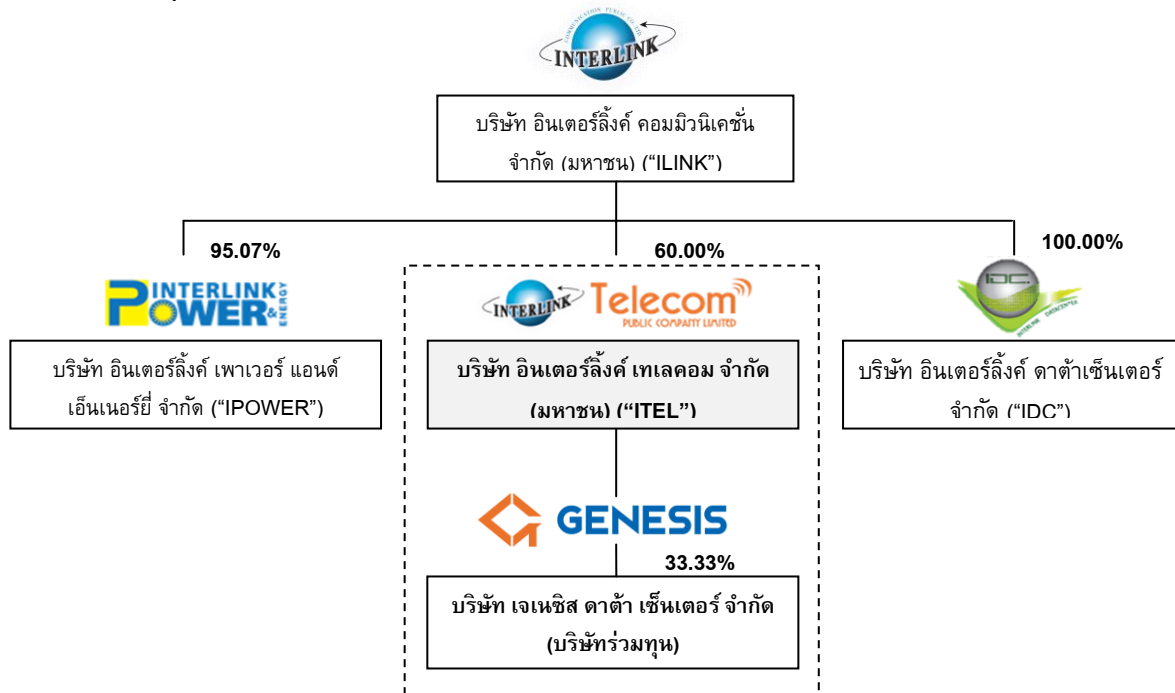 COMMUNICATION PUBLIC CO.,LTD.
INTERLINK
บริษัท อินเตอร์ลิ้งค์ คอมมิวนิเคชั่น
จำกัด (มหาชน) (“ILINK”)
95.07%
60.00%
100.00%
INTERLINK
POWER & ENERGY
INTERLINK Telecom
PUBLIC COMPANY LIMITED
IDC
INTERLINK DATACENTER
บริษัท อินเตอร์ลิ้งค์ เพาเวอร์ แอนด์
เอ็นเนอร์ยี่ จำกัด (“IPOWER”)
บริษัท อินเตอร์ลิ้งค์ เทเลคอม จำกัด
(มหาชน) (“ITEL”)
บริษัท อินเตอร์ลิ้งค์ ดาต้าเซ็นเตอร์
จำกัด (“IDC”)
GENESIS
33.33%
บริษัท เจเนซิส ดาต้า เซ็นเตอร์ จำกัด
(บริษัทร่วมทุน)